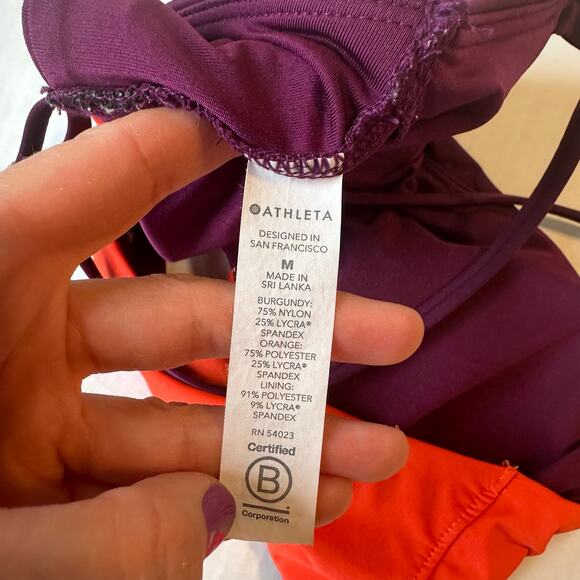 ATHLETA
DESIGNED IN
SAN FRANCISCO
M
MADE IN
SRI LANKA
BURGUNDY:
75% NYLON
25% LYCRA®
SPANDEX
ORANGE:
75% POLYESTER
25% LYCRA®
SPANDEX
LINING:
91% POLYESTER
9% LYCRA®
SPANDEX
RN 54023
Certified
B
Corporation